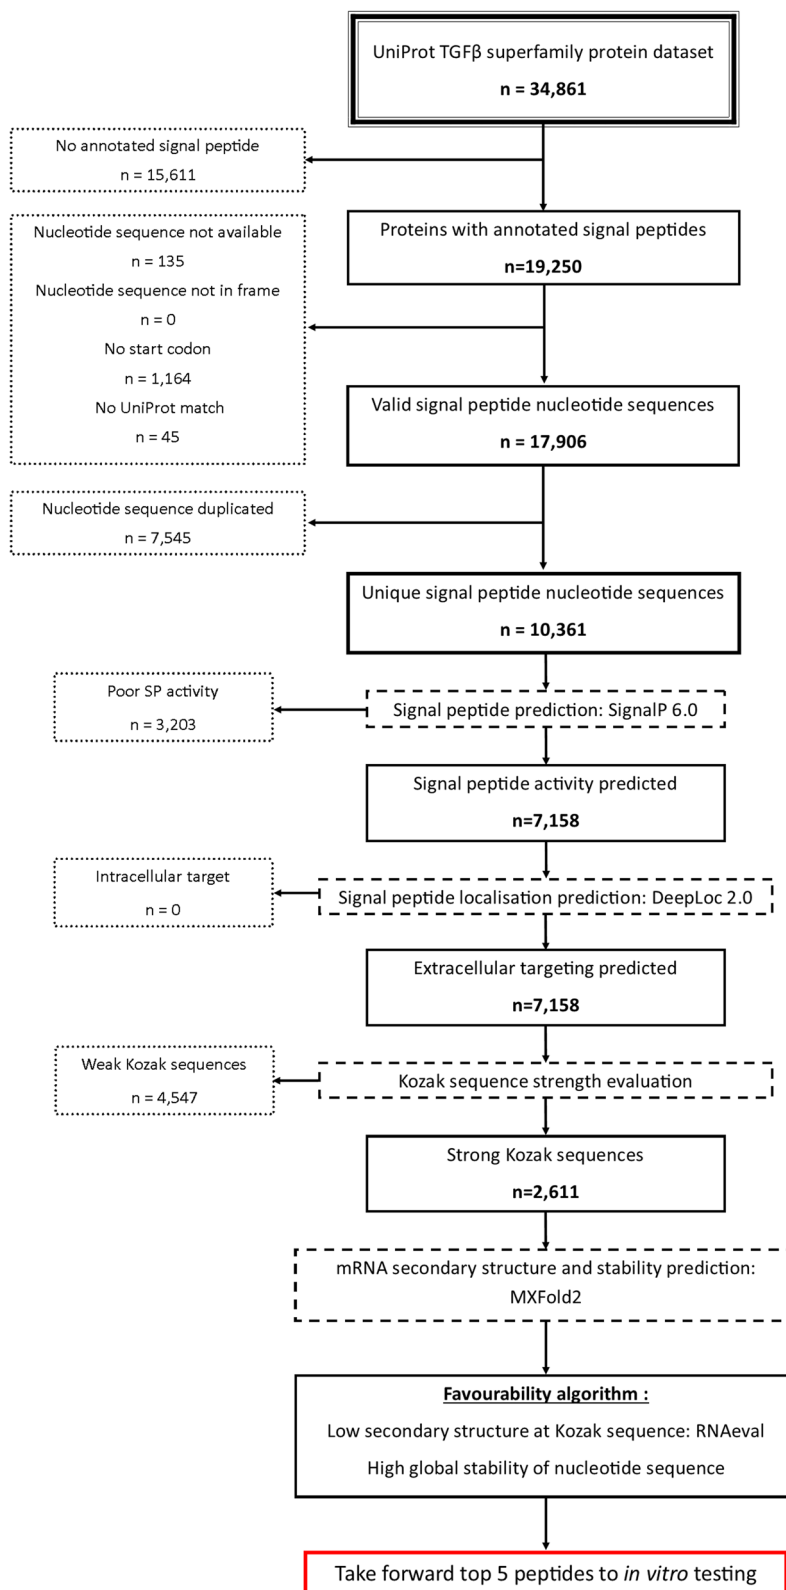 UniProt TGFβ superfamily protein dataset
n = 34,861
No annotated signal peptide
n = 15,611
Proteins with annotated signal peptides
n=19,250
Nucleotide sequence not available
n = 135
Nucleotide sequence not in frame
n = 0
No start codon
n = 1,164
No UniProt match
n = 45
Valid signal peptide nucleotide sequences
n = 17,906
Nucleotide sequence duplicated
n = 7,545
Unique signal peptide nucleotide sequences
n = 10,361
Poor SP activity
n = 3,203
Signal peptide prediction: SignalP 6.0
Signal peptide activity predicted
n=7,158
Intracellular target
n = 0
Signal peptide localisation prediction: DeepLoc 2.0
Extracellular targeting predicted
n=7,158
Weak Kozak sequences
n = 4,547
Kozak sequence strength evaluation
Strong Kozak sequences
n=2,611
mRNA secondary structure and stability prediction:
MXFold2
Favourability algorithm :
Low secondary structure at Kozak sequence: RNAeval
High global stability of nucleotide sequence
Take forward top 5 peptides to in vitro testing